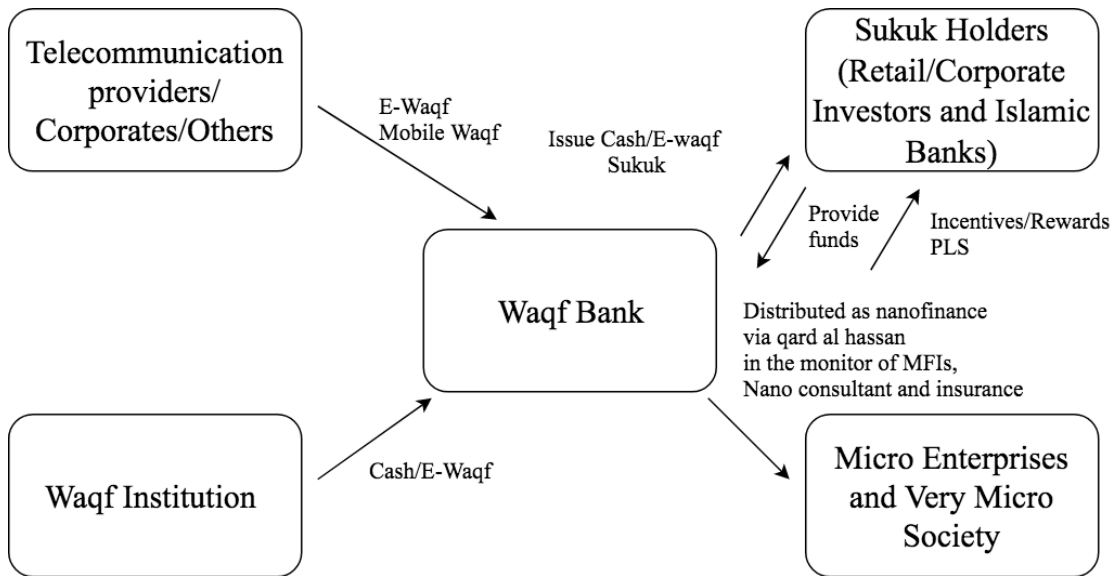 Telecommunication
providers/
Corporates/Others
E-Waqf
Mobile Waqf
Issue Cash/E-waqf
Sukuk
Sukuk Holders
(Retail/Corporate
Investors and Islamic
Banks)
Provide
funds
Incentives/Rewards
PLS
Waqf Bank
Distributed as nanofinance
via qard al hassan
in the monitor of MFIs,
Nano consultant and insurance
Waqf Institution
Cash/E-Waqf
Micro Enterprises
and Very Micro
Society